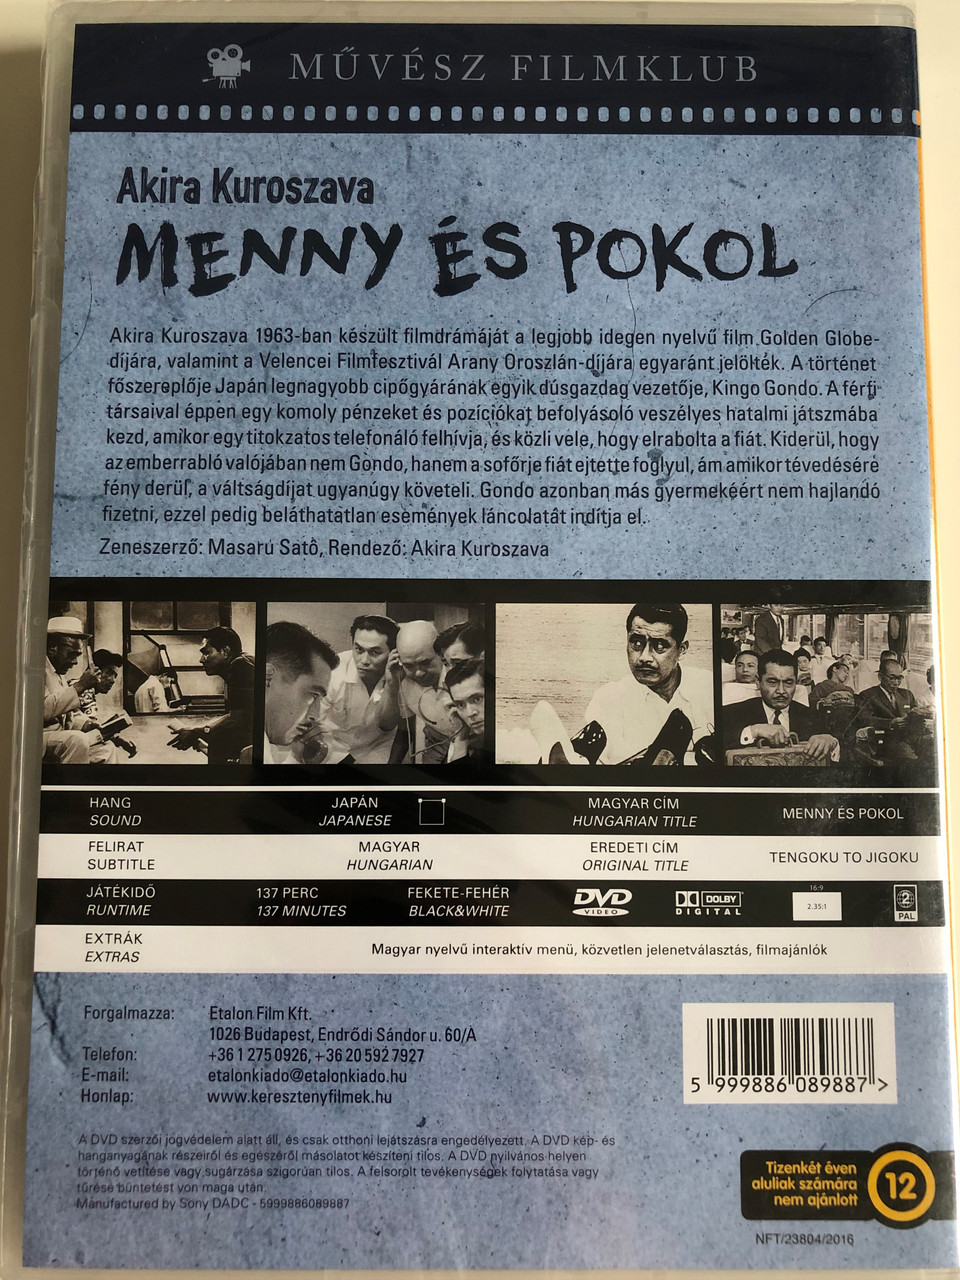 MŰVÉSZ FILMKLUB
Akira Kuroszava
MENNY ÉS POKOL
Akira Kuroszava 1963-ban készült filmdrámáját a legjobb idegen nyelvű film Golden Globe-
díjára, valamint a Velencei Filmfesztivál Arany Oroszlán-díjára egyaránt jelölték. A történet
főszereplője Japán legnagyobb cipőgyárának egyik dúsgazdag vezetője, Kingo Gondo. A férfi
társaival éppen egy komoly pénzeket és pozíciókat befolyásoló veszélyes hatalmi játszmába
kezd, amikor egy titokzatos telefonáló felhívja, és közli vele, hogy elrabolta a fiát. Kiderül, hogy
az emberrabló valójában nem Gondo, hanem a sofőrje fiát ejtette foglyul, ám amikor tévedésére
fény derül, a váltságdíjat ugyanúgy követeli. Gondo azonban más gyermekéért nem hajlandó
fizetni, ezzel pedig beláthatatlan események láncolatát indítja el.
Zeneszerző: Masaru Satô, Rendező: Akira Kuroszava
HANG JAPÁN MAGYAR CÍM MENNY ÉS POKOL
SOUND JAPANESE HUNGARIAN TITLE
FELIRAT MAGYAR EREDETI CÍM TENGOKU TO JIGOKU
SUBTITLE HUNGARIAN ORIGINAL TITLE
JÁTÉKIDŐ 137 PERC FEKETE-FEHÉR DVD DOLBY 16:9 2
RUNTIME 137 MINUTES BLACK&WHITE VIDEO DIGITAL 2.35:1 PAL
EXTRÁK Magyar nyelvű interaktív menü, közvetlen jelenetválasztás, filmajánlók
EXTRAS
Forgalmazza: Etalon Film Kft.
1026 Budapest, Endrődi Sándor u. 60/A
Telefon: +36 1 275 0926, +36 20 592 7927
E-mail: etalonkiado@etalonkiado.hu
Honlap: www.keresztenyfilmek.hu
5 999886 089887 >
A DVD szerzői jogvédelem alatt áll, és csak otthoni lejátszásra engedélyezett. A DVD kép- és
hanganyagának részeiről és egészéről másolatot készíteni tilos. A DVD nyilvános helyen
történő vetítése vagy sugárzása szigorúan tilos. A felsorolt tevékenységek folytatása vagy
tűrése büntetést von maga után.
Manufactured by Sony DADC - 5999886089887
Tizenkét éven
aluliak számára
nem ajánlott
12
NFT/23804/2016